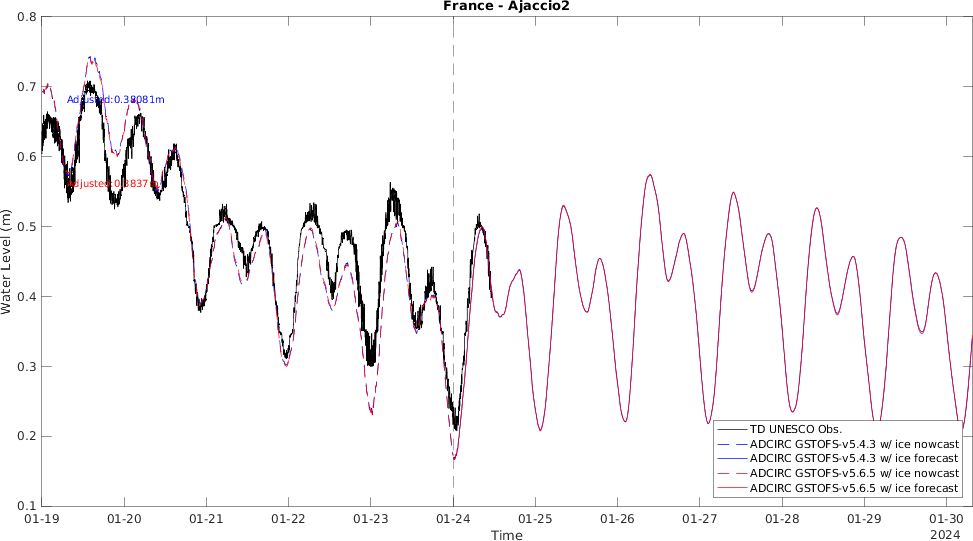 France - Ajaccio2
0.8
0.7
0.6
0.5
0.4
0.3
0.2
0.1
Water Level (m)
Adjusted:0.38081m
TD UNESCO Obs.
ADCIRC GSTOFS-v5.4.3 w/ ice nowcast
ADCIRC GSTOFS-v5.4.3 w/ ice forecast
ADCIRC GSTOFS-v5.6.5 w/ ice nowcast
ADCIRC GSTOFS-v5.6.5 w/ ice forecast
01-19 01-20 01-21 01-22 01-23 01-24 01-25 01-26 01-27 01-28 01-29 01-30
Time
2024